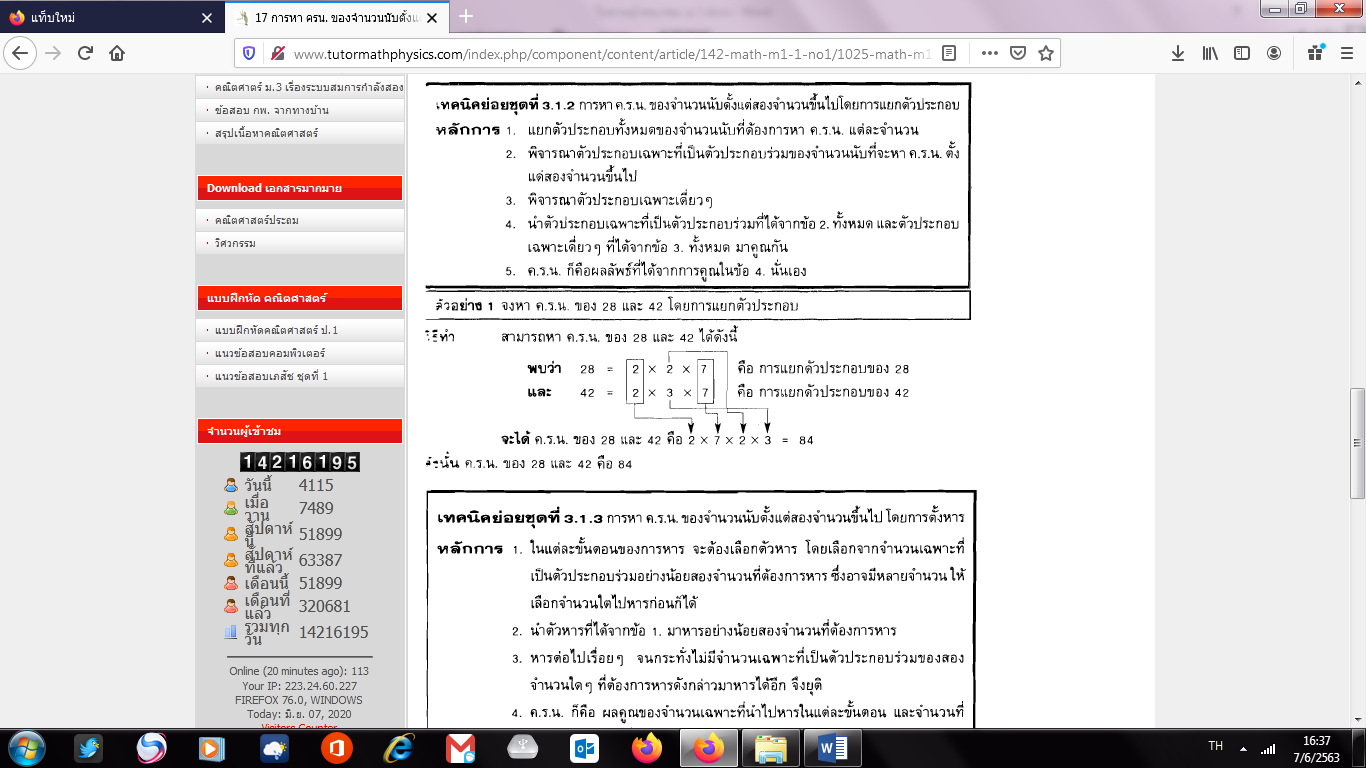 แท็บใหม่
17 การหา ครน. ของจำนวนนับตั้งแต่
www.tutormathphysics.com/index.php/component/content/article/142-math-m1-1-no1/1025-math-m1
คณิตศาตร์ ม.3 เรื่องระบบสมการกำลังสอง
ข้อสอบ กพ. จากทางบ้าน
สรุปเนื้อหาคณิตศาสตร์
Download เอกสารมากมาย
คณิตศาสตร์ประถม
วิศวกรรม
แบบฝึกหัด คณิตศาสตร์
แบบฝึกหัดคณิตศาสตร์ ป.1
แนวข้อสอบคอมพิวเตอร์
แนวข้อสอบเภสัช ชุดที่ 1
จำนวนผู้เข้าชม
14216195
วันนี้ 4115
เมื่อวาน 7489
สัปดาห์นี้ 51899
สัปดาห์ที่แล้ว 63387
เดือนนี้ 51899
เดือนที่แล้ว 320681
รวมทุกวัน 14216195
Online (20 minutes ago): 113
Your IP: 223.24.60.227
FIREFOX 76.0, WINDOWS
Today: มิ.ย. 07, 2020
Visitors Counter
เทคนิคย่อยชุดที่ 3.1.2 การหา ค.ร.น. ของจำนวนนับตั้งแต่สองจำนวนขึ้นไปโดยการแยกตัวประกอบ
หลักการ 1. แยกตัวประกอบทั้งหมดของจำนวนนับที่ต้องการหา ค.ร.น. แต่ละจำนวน
2. พิจารณาตัวประกอบเฉพาะที่เป็นตัวประกอบร่วมของจำนวนนับที่จะหา ค.ร.น. ตั้ง
แต่สองจำนวนขึ้นไป
3. พิจารณาตัวประกอบเฉพาะเดี่ยวๆ
4. นำตัวประกอบเฉพาะที่เป็นตัวประกอบร่วมที่ได้จากข้อ 2. ทั้งหมด และตัวประกอบ
เฉพาะเดี่ยวๆ ที่ได้จากข้อ 3. ทั้งหมด มาคูณกัน
5. ค.ร.น. ก็คือผลลัพธ์ที่ได้จากการคูณในข้อ 4. นั่นเอง
ตัวอย่าง 1 จงหา ค.ร.น. ของ 28 และ 42 โดยการแยกตัวประกอบ
วิธีทำ สามารถหา ค.ร.น. ของ 28 และ 42 ได้ดังนี้
พบว่า 28 = 2 × 2 × 7 คือ การแยกตัวประกอบของ 28
และ 42 = 2 × 3 × 7 คือ การแยกตัวประกอบของ 42
จะได้ ค.ร.น. ของ 28 และ 42 คือ 2 × 7 × 2 × 3 = 84
ดังนั้น ค.ร.น. ของ 28 และ 42 คือ 84
เทคนิคย่อยชุดที่ 3.1.3 การหา ค.ร.น. ของจำนวนนับตั้งแต่สองจำนวนขึ้นไป โดยการตั้งหาร
หลักการ 1. ในแต่ละขั้นตอนของการหาร จะต้องเลือกตัวหาร โดยเลือกจากจำนวนเฉพาะที่
เป็นตัวประกอบร่วมอย่างน้อยสองจำนวนที่ต้องการหาร ซึ่งอาจมีหลายจำนวน ให้
เลือกจำนวนใดไปหารก่อนก็ได้
2. นำตัวหารที่ได้จากข้อ 1. มาหารอย่างน้อยสองจำนวนที่ต้องการหาร
3. หารต่อไปเรื่อยๆ จนกระทั่งไม่มีจำนวนเฉพาะที่เป็นตัวประกอบร่วมของสอง
จำนวนใดๆ ที่ต้องการหารดังกล่าวมาหารได้อีก จึงยุติ
4. ค.ร.น. ก็คือ ผลคูณของจำนวนเฉพาะที่นำไปหารในแต่ละขั้นตอน และจำนวนที่
TH
16:37
7/6/2563